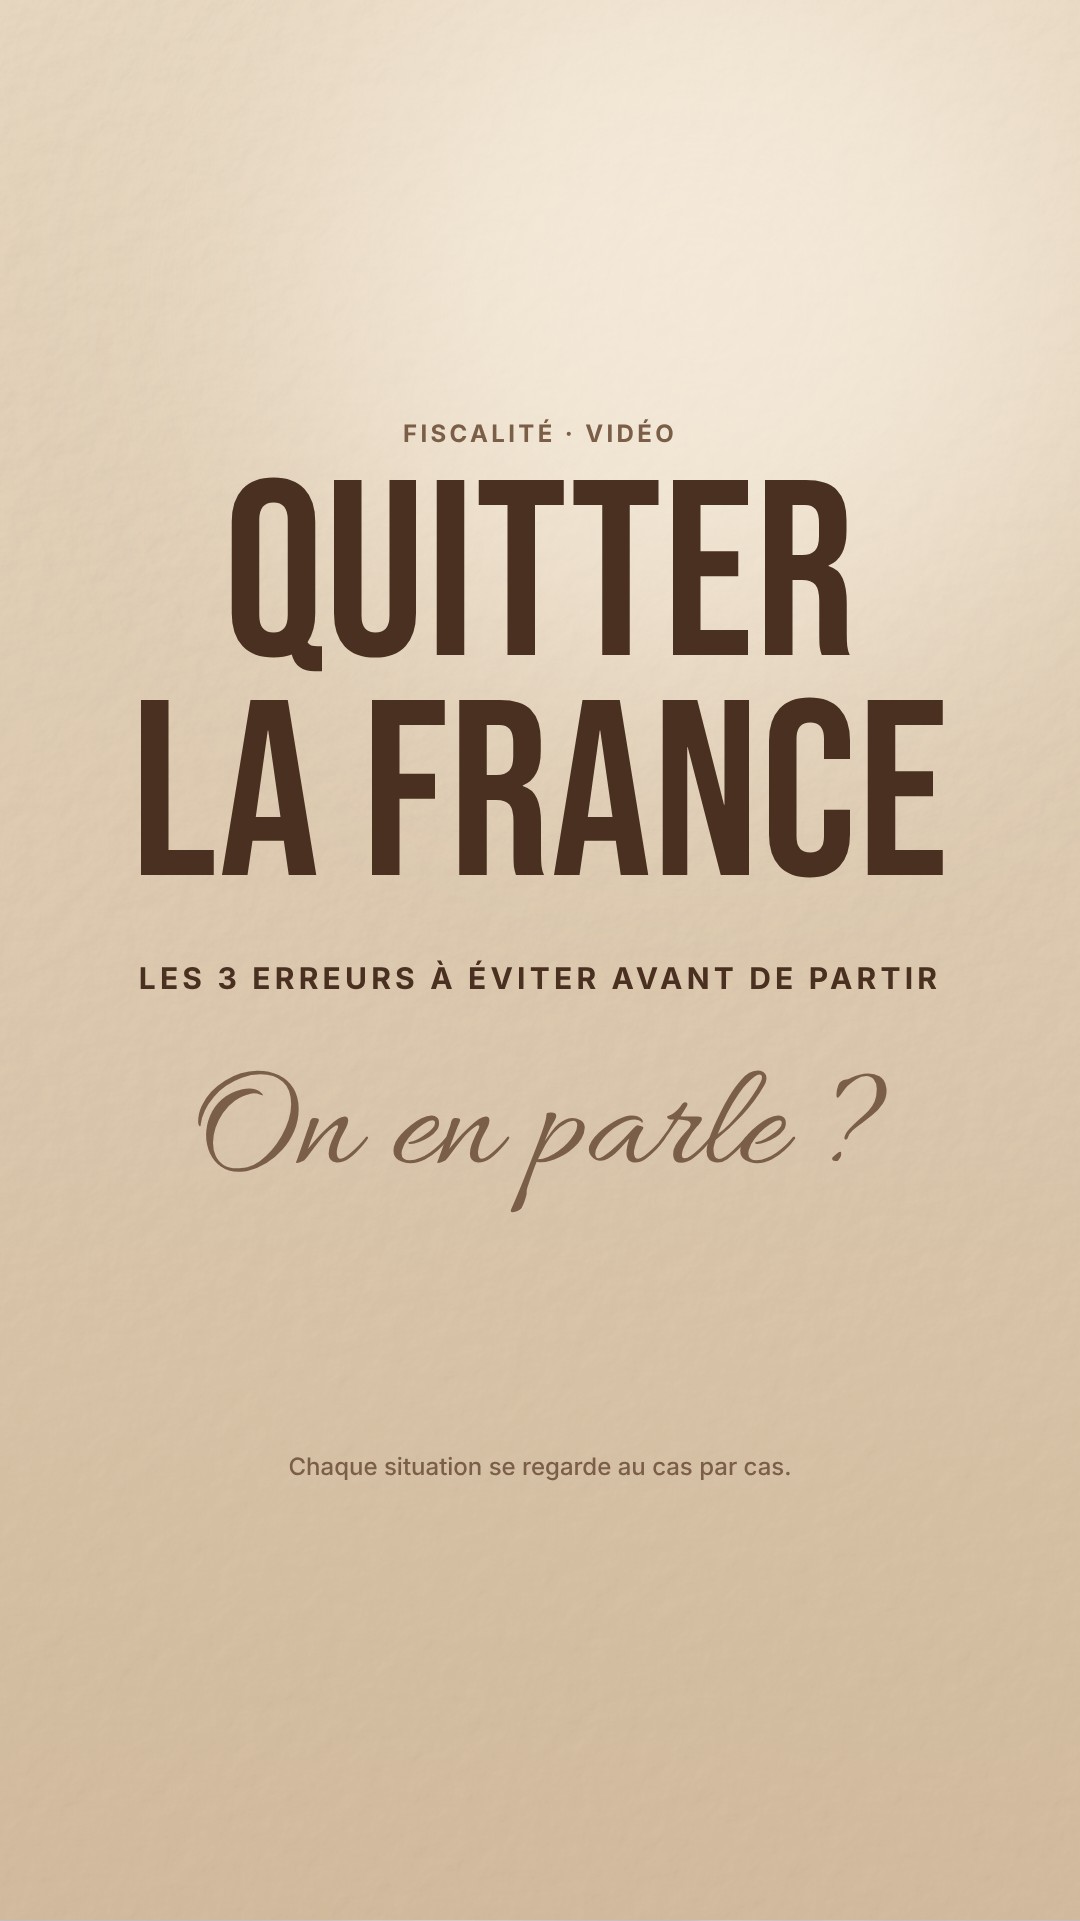 FISCALITÉ · VIDÉO
QUITTER
LA FRANCE
LES 3 ERREURS À ÉVITER AVANT DE PARTIR
On en parle ?
Chaque situation se regarde au cas par cas.